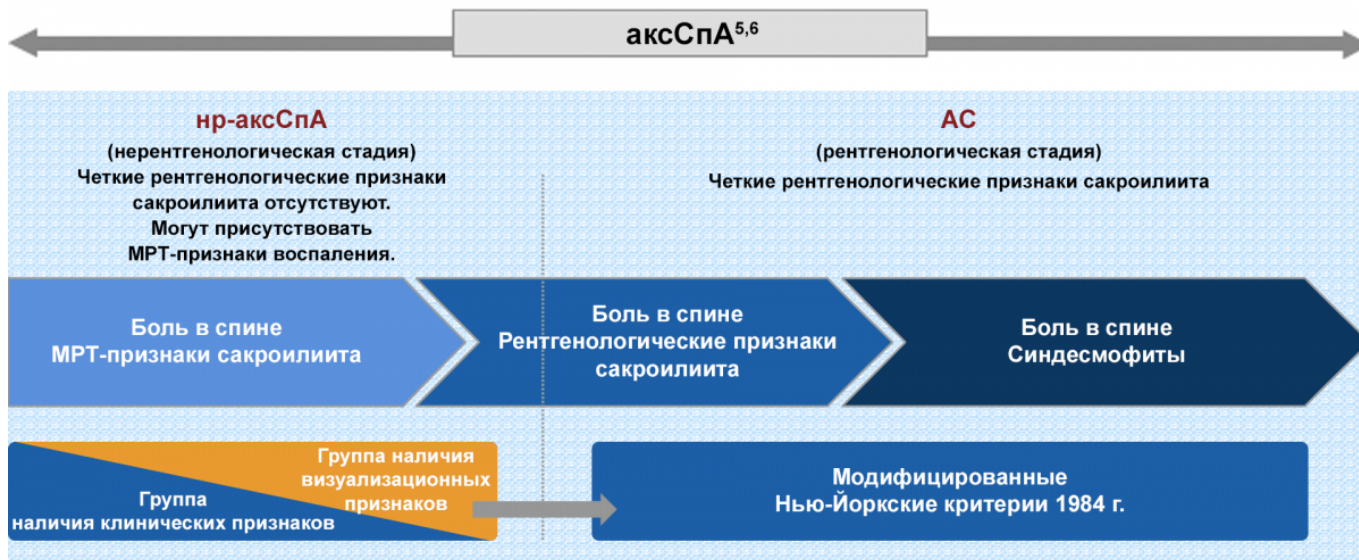 аксСпА5,6
нр-аксСпА
(нерентгенологическая стадия)
Четкие рентгенологические признаки
сакроилиита отсутствуют.
Могут присутствовать
МРТ-признаки воспаления.
АС
(рентгенологическая стадия)
Четкие рентгенологические признаки сакроилиита
Боль в спине
МРТ-признаки сакроилиита
Боль в спине
Рентгенологические признаки
сакроилиита
Боль в спине
Синдесмофиты
Группа наличия
визуализационных
признаков
Группа
наличия клинических признаков
Модифицированные
Нью-Йоркские критерии 1984 г.